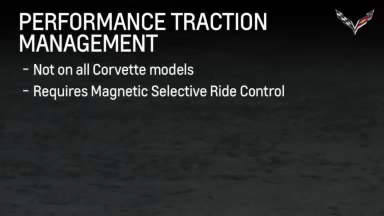 PERFORMANCE TRACTION
MANAGEMENT
- Not on all Corvette models
- Requires Magnetic Selective Ride Control